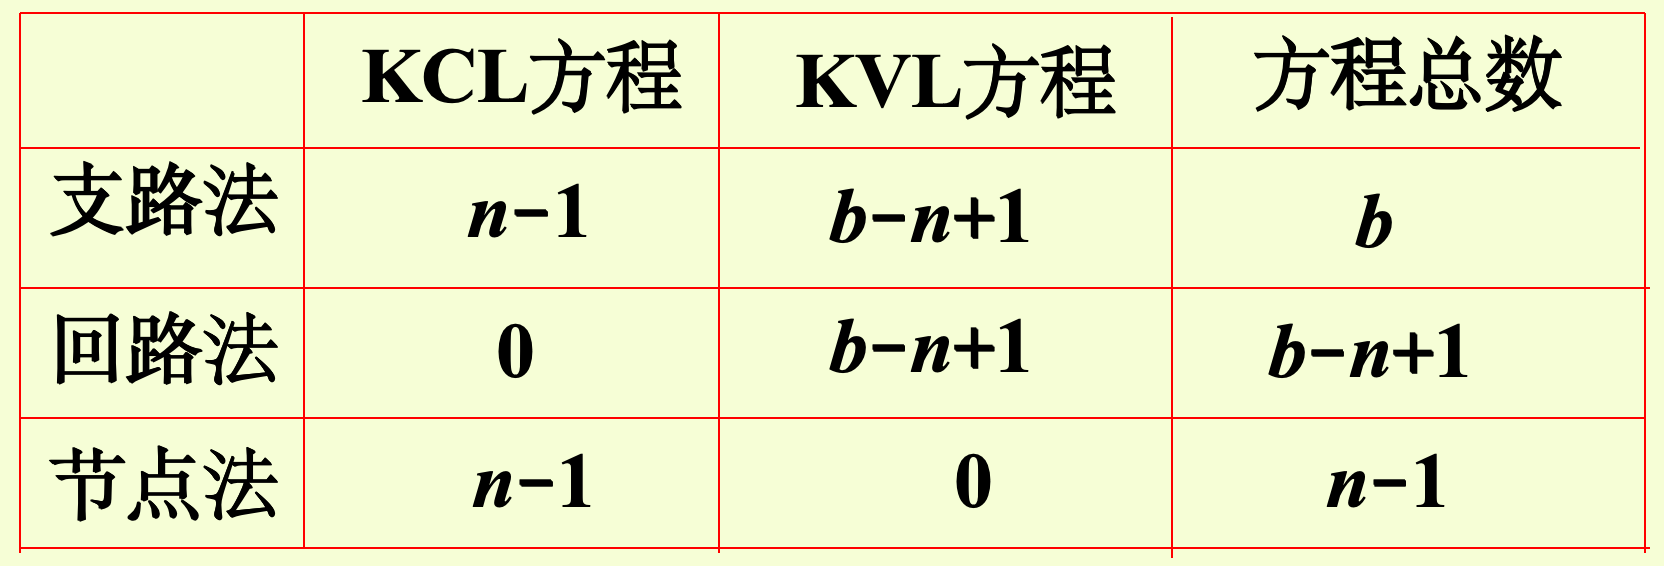 KCL方程 KVL方程 方程总数
支路法 n-1 b-n+1 b
回路法 0 b-n+1 b-n+1
节点法 n-1 0 n-1